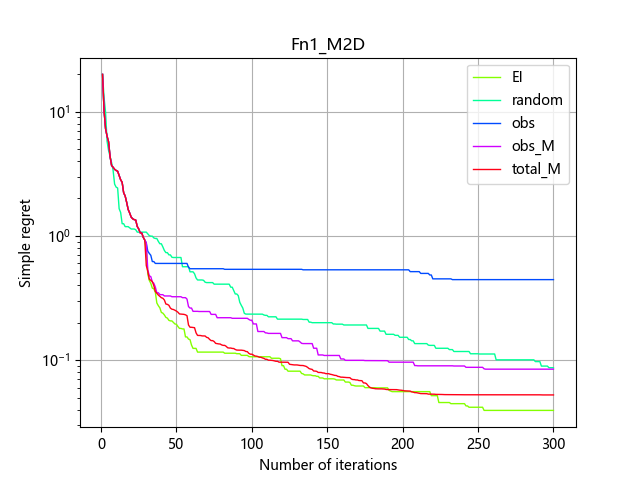 Fn1_M2D
Simple regret
10¹
10⁰
10⁻¹
EI
random
obs
obs_M
total_M
0 50 100 150 200 250 300
Number of iterations